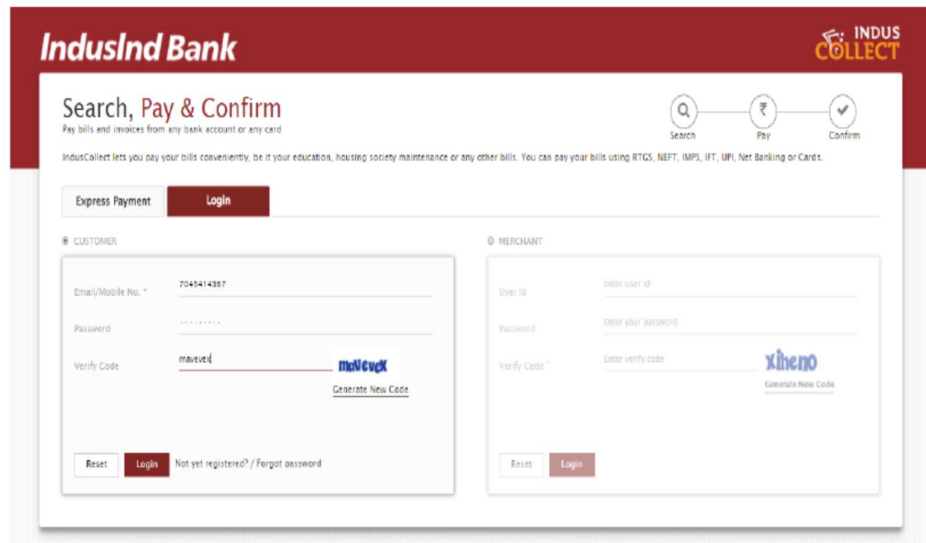 IndusInd Bank
INDUS
COLLECT
Search, Pay & Confirm
Pay bills and invoices from any bank account or any card
Search
Pay
Confirm
IndusCollect lets you pay your bills conveniently, be it your education, housing society maintenance or any other bills. You can pay your bills using RTGS, NEFT, IMPS, IFT, UPI, Net Banking or Cards.
Express Payment
Login
CUSTOMER
Email/Mobile No. *
7043414387
Password
·········
Verify Code
mavevex
mavevex
Generate New Code
Reset
Login
Not yet registered? / Forgot password
MERCHANT
User Id
Enter user id
Password
Enter your password
Verify Code *
Enter verify code
xiheno
Generate New Code
Reset
Login